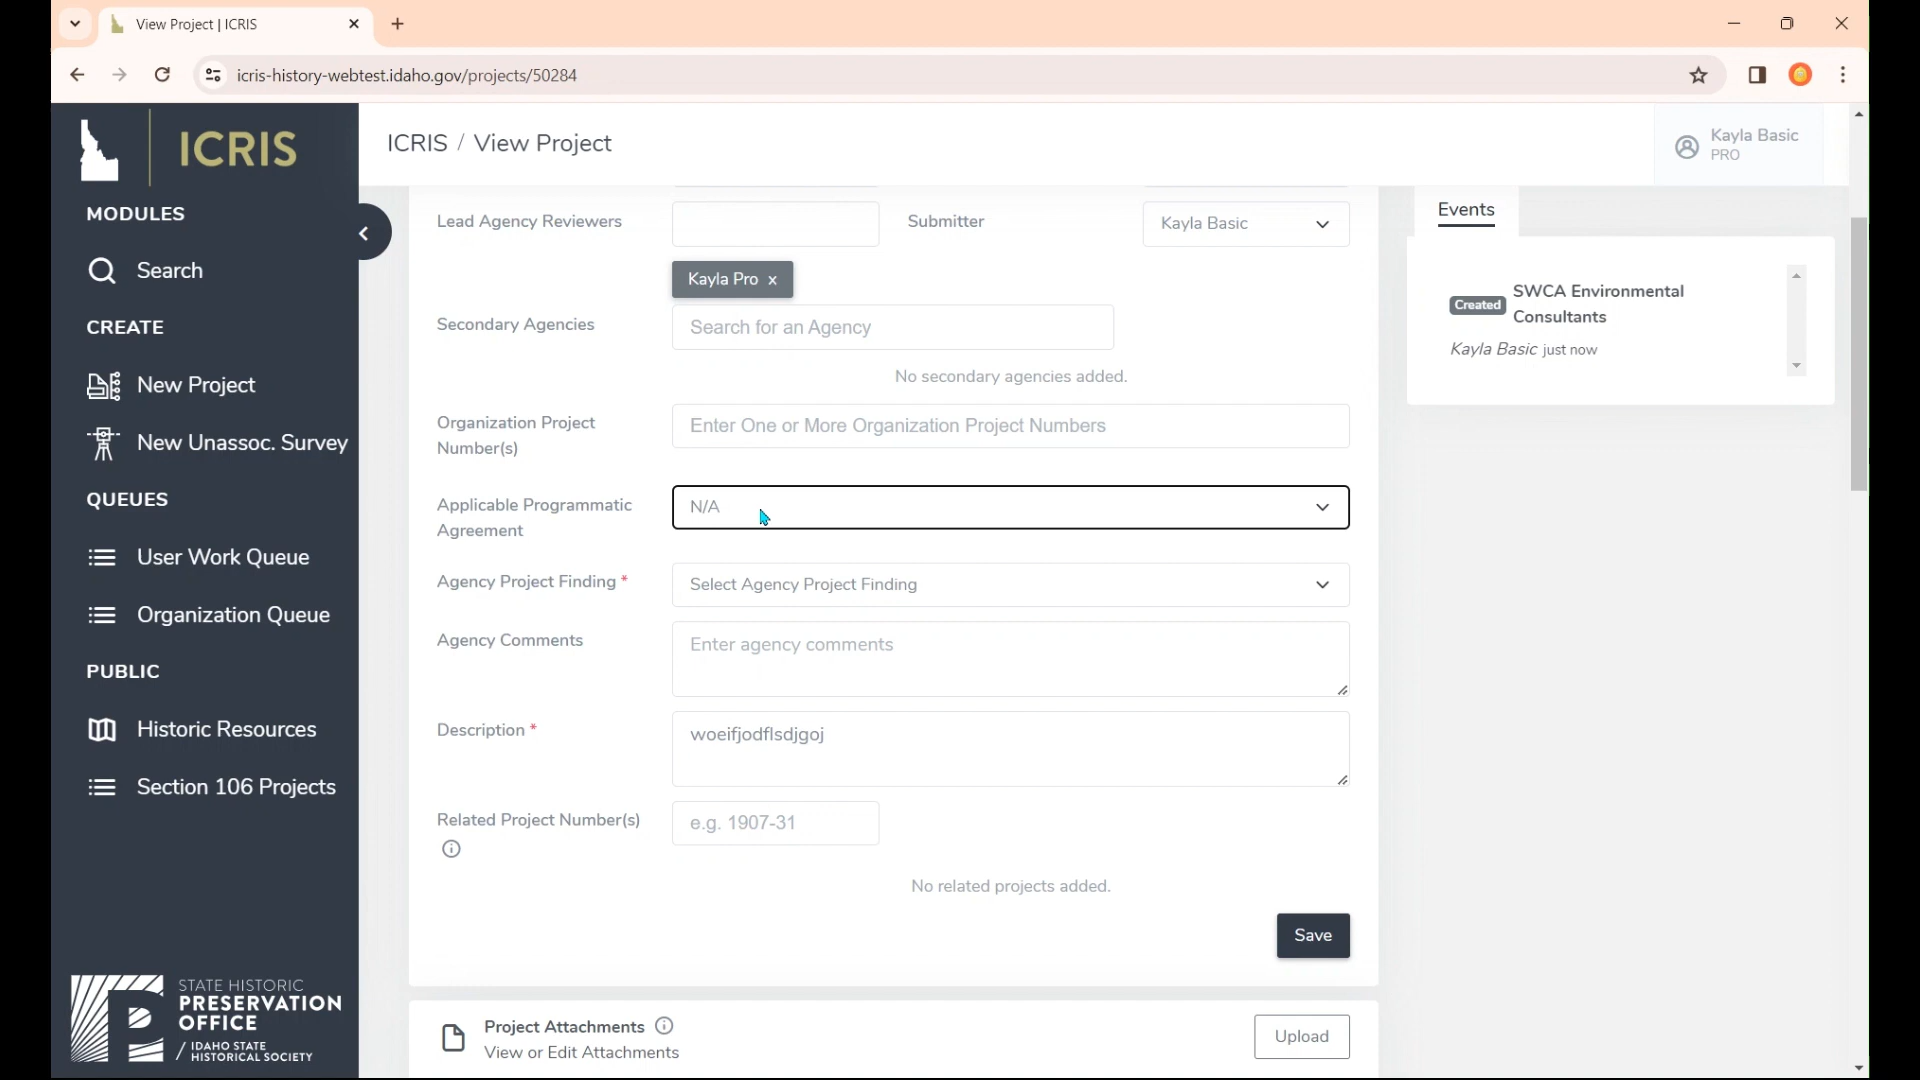 View Project | ICRIS
icris-history-webtest.idaho.gov/projects/50284
ICRIS
ICRIS / View Project
Kayla Basic
PRO
MODULES
Search
CREATE
New Project
New Unassoc. Survey
QUEUES
User Work Queue
Organization Queue
PUBLIC
Historic Resources
Section 106 Projects
STATE HISTORIC
PRESERVATION
OFFICE
/ IDAHO STATE
HISTORICAL SOCIETY
Lead Agency Reviewers
Submitter
Kayla Basic
Kayla Pro x
Secondary Agencies
Search for an Agency
No secondary agencies added.
Organization Project
Number(s)
Enter One or More Organization Project Numbers
Applicable Programmatic
Agreement
N/A
Agency Project Finding *
Select Agency Project Finding
Agency Comments
Enter agency comments
Description *
woeifjodflsdjgoj
Related Project Number(s)
e.g. 1907-31
No related projects added.
Save
Project Attachments
View or Edit Attachments
Upload
Events
Created
SWCA Environmental
Consultants
Kayla Basic just now